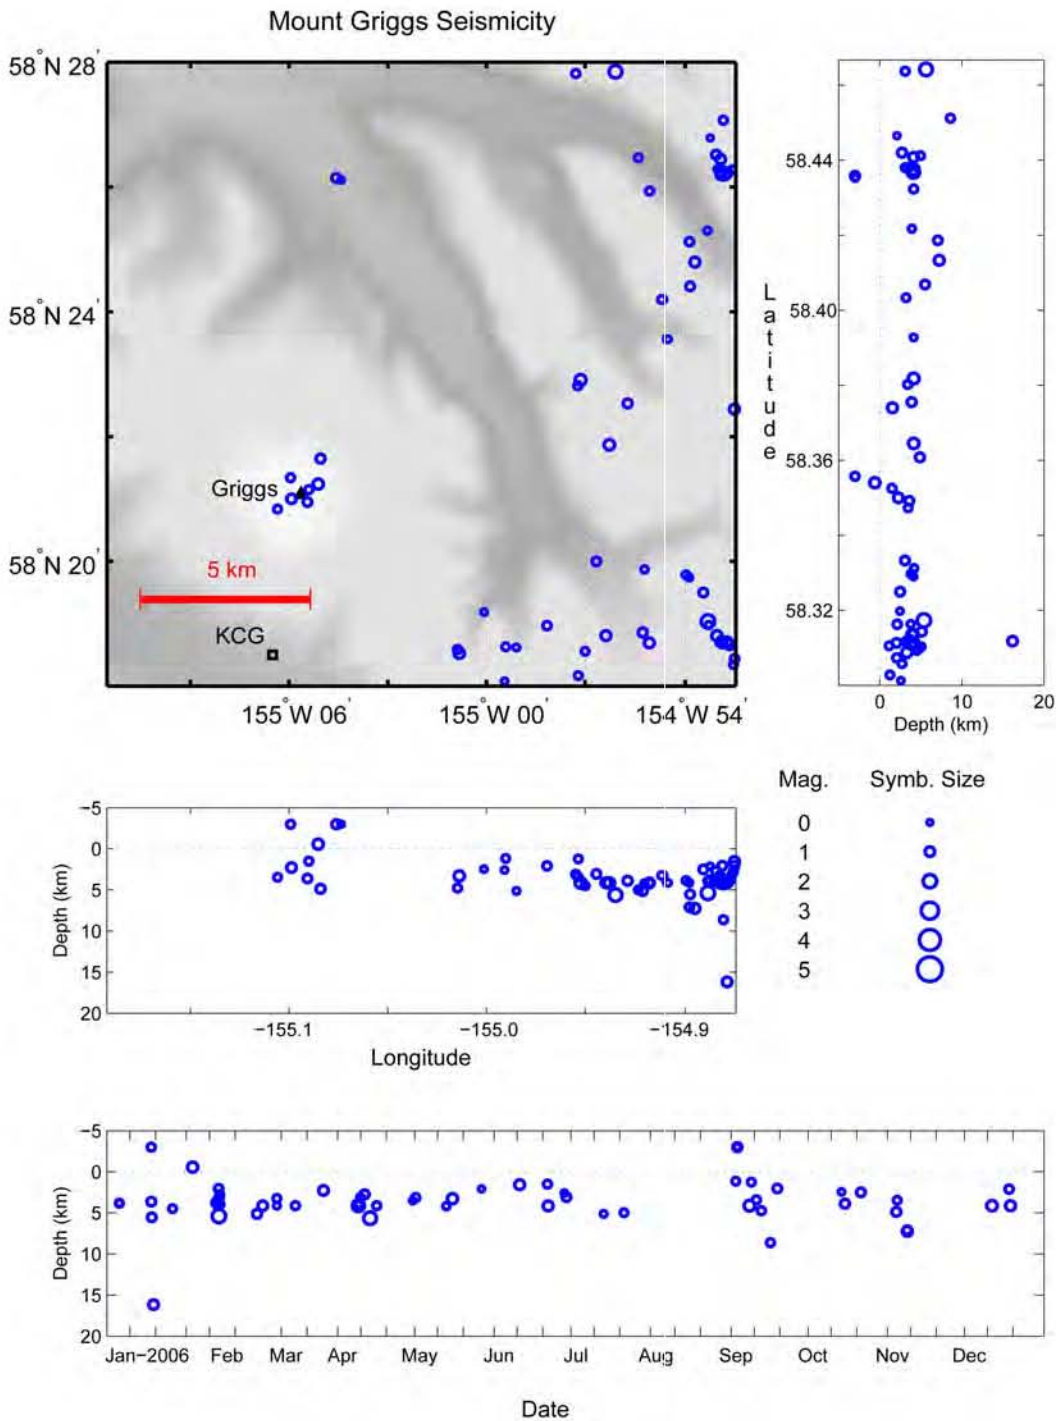 Mount Griggs Seismicity
58°N 28'
58°N 24'
58°N 20'
Griggs
5 km
KCG
155°W 06'
155°W 00'
154°W 54'
Latitude
58.44
58.40
58.36
58.32
0 10 20
Depth (km)
Mag. Symb. Size
0
1
2
3
4
5
−5
0
5
10
15
20
Depth (km)
−155.1 −155.0 −154.9
Longitude
−5
0
5
10
15
20
Depth (km)
Jan−2006 Feb Mar Apr May Jun Jul Aug Sep Oct Nov Dec
Date